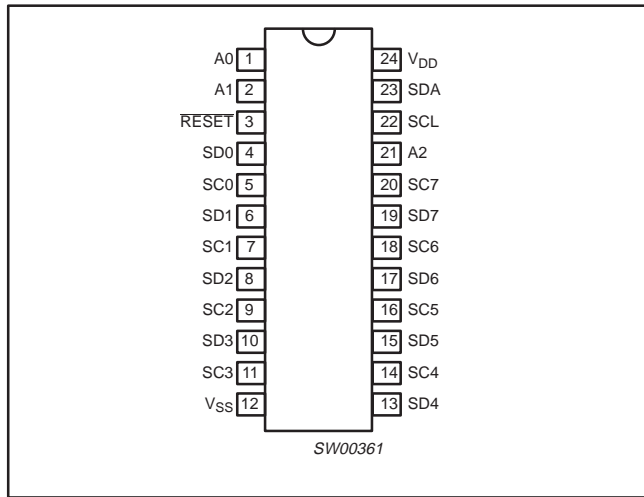 A0 1 24 VDD
A1 2 23 SDA
RESET 3 22 SCL
SD0 4 21 A2
SC0 5 20 SC7
SD1 6 19 SD7
SC1 7 18 SC6
SD2 8 17 SD6
SC2 9 16 SC5
SD3 10 15 SD5
SC3 11 14 SC4
VSS 12 13 SD4
SW00361